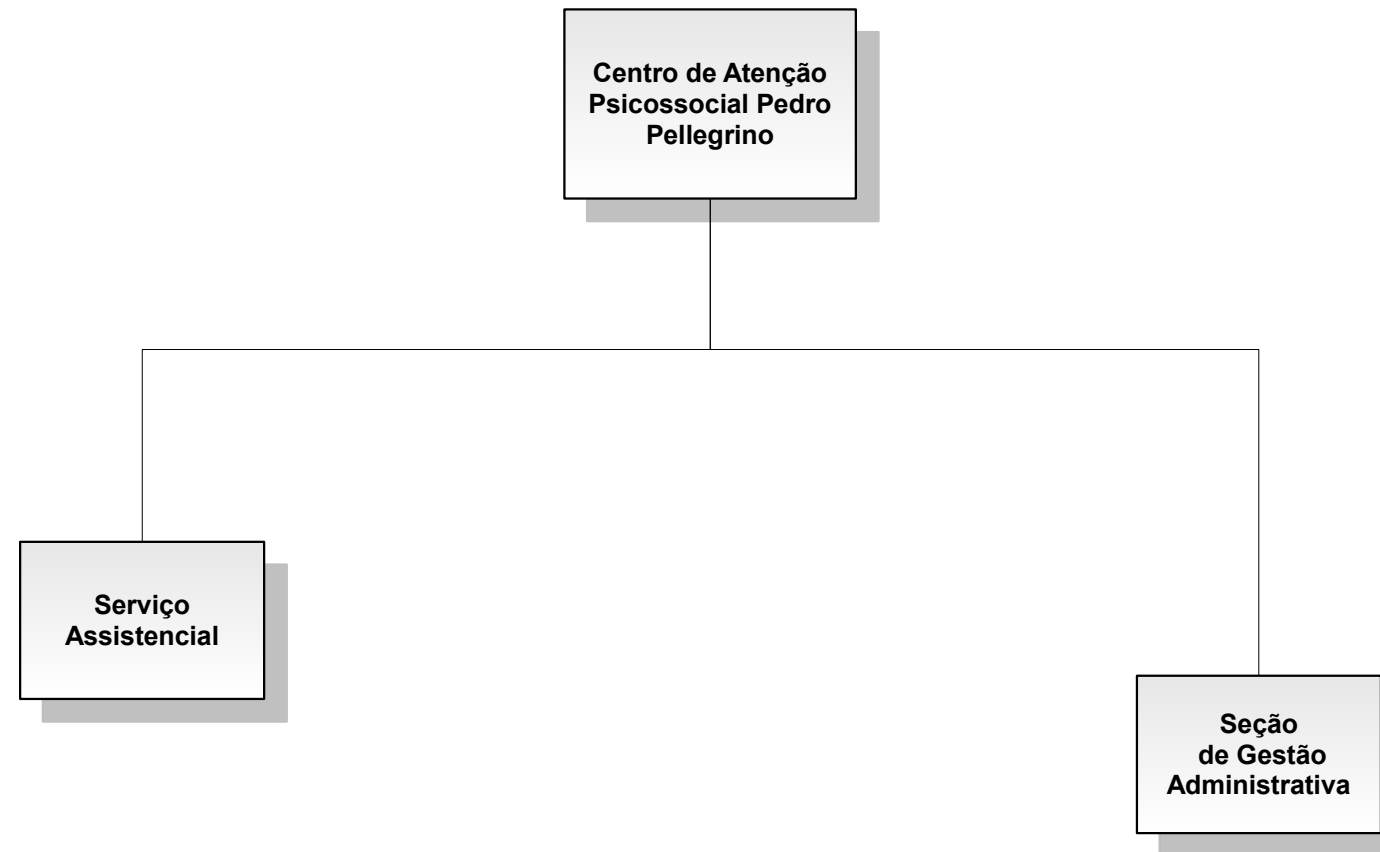 Centro de Atenção
Psicossocial Pedro
Pellegrino
Serviço
Assistencial
Seção
de Gestão
Administrativa